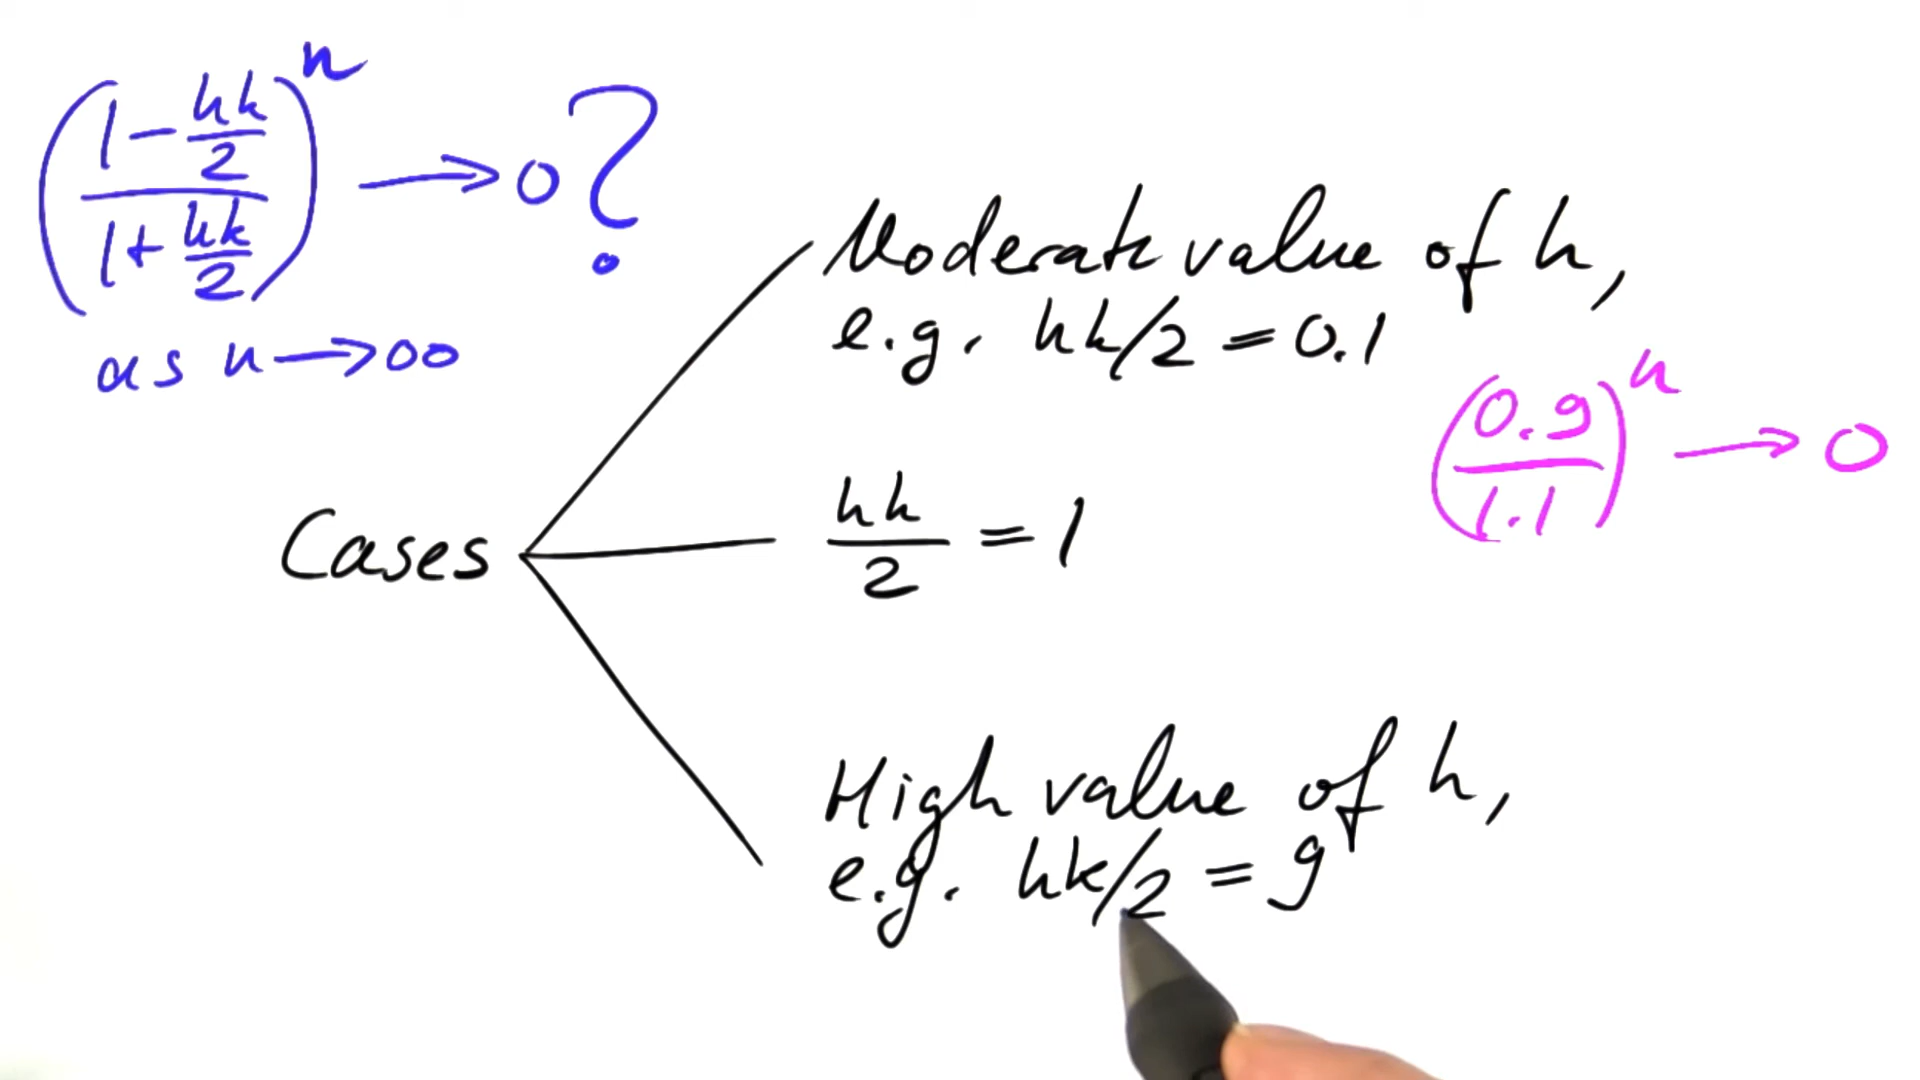 ((1 - hk/2)/(1 + hk/2))^n → 0 ?
as n → ∞
Cases
Moderate value of h,
e.g. hk/2 = 0.1
(0.9/1.1)^n → 0
hk/2 = 1
High value of h,
e.g. hk/2 = 9